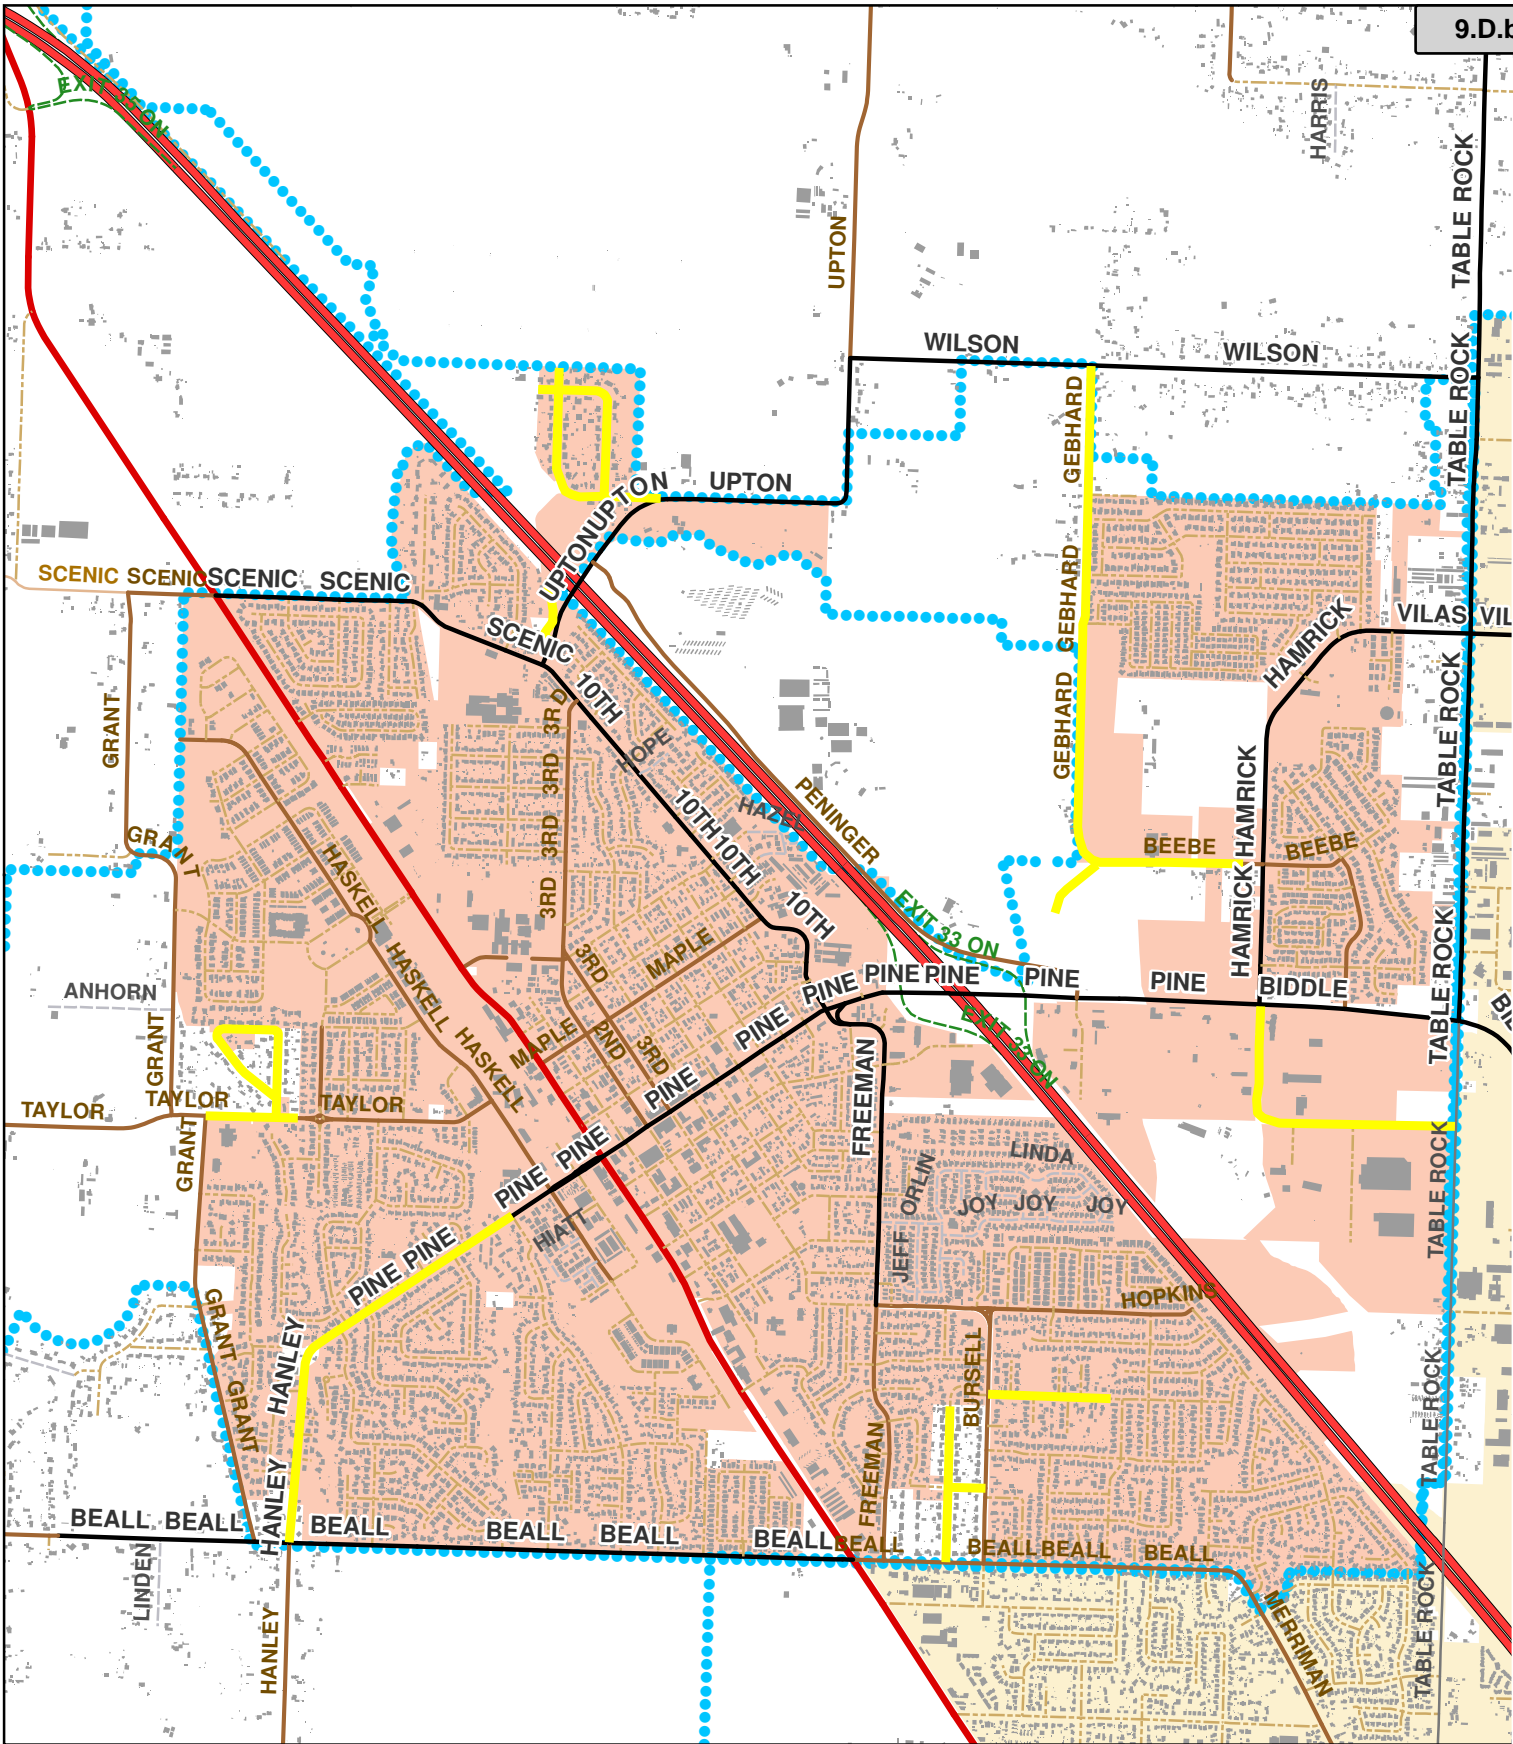 9.D.b
EXIT 35 ON
HARRIS
TABLE ROCK
UPTON
WILSON
WILSON
TABLE ROCK
GEBHARD
UPTON
UPTON
UPTON
SCENIC
SCENIC
SCENIC
SCENIC
GEBHARD
VILAS
VIL
HAMRICK
SCENIC
GRANT
10TH
3RD
HOPE
GEBHARD
TABLE ROCK
3RD
HAZEL
PENINGER
10TH
10TH
HAMRICK
GRANT
HASKELL
3RD
BEEBE
BEEBE
3RD
10TH
EXIT 33 ON
HAMRICK
MAPLE
3RD
HASKELL
PINE
PINE
PINE
PINE
PINE
BIDDLE
TABLE ROCK
ANHORN
GRANT
HASKELL
MAPLE
2ND
3RD
PINE
EXIT 33 ON
FREEMAN
TAYLOR
TAYLOR
TAYLOR
PINE
GRANT
PINE
PINE
LINDA
ORLIN
JOY
JOY
JOY
TABLE ROCK
HIATT
PINE
PINE
JEFF
HOPKINS
GRANT
HANLEY
BURSELL
TABLE ROCK
GRANT
FREEMAN
HANLEY
BEALL
BEALL
BEALL
BEALL
BEALL
BEALL
BEALL
BEALL
BEALL
BEALL
LINDEN
HANLEY
MERRIMAN
TABLE ROCK